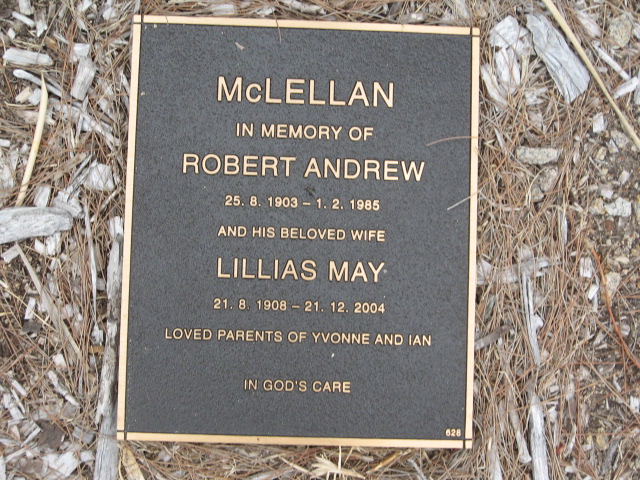 McLELLAN
IN MEMORY OF
ROBERT ANDREW
25. 8. 1903 – 1. 2. 1985
AND HIS BELOVED WIFE
LILLIAS MAY
21. 8. 1908 – 21. 12. 2004
LOVED PARENTS OF YVONNE AND IAN
IN GOD'S CARE
628